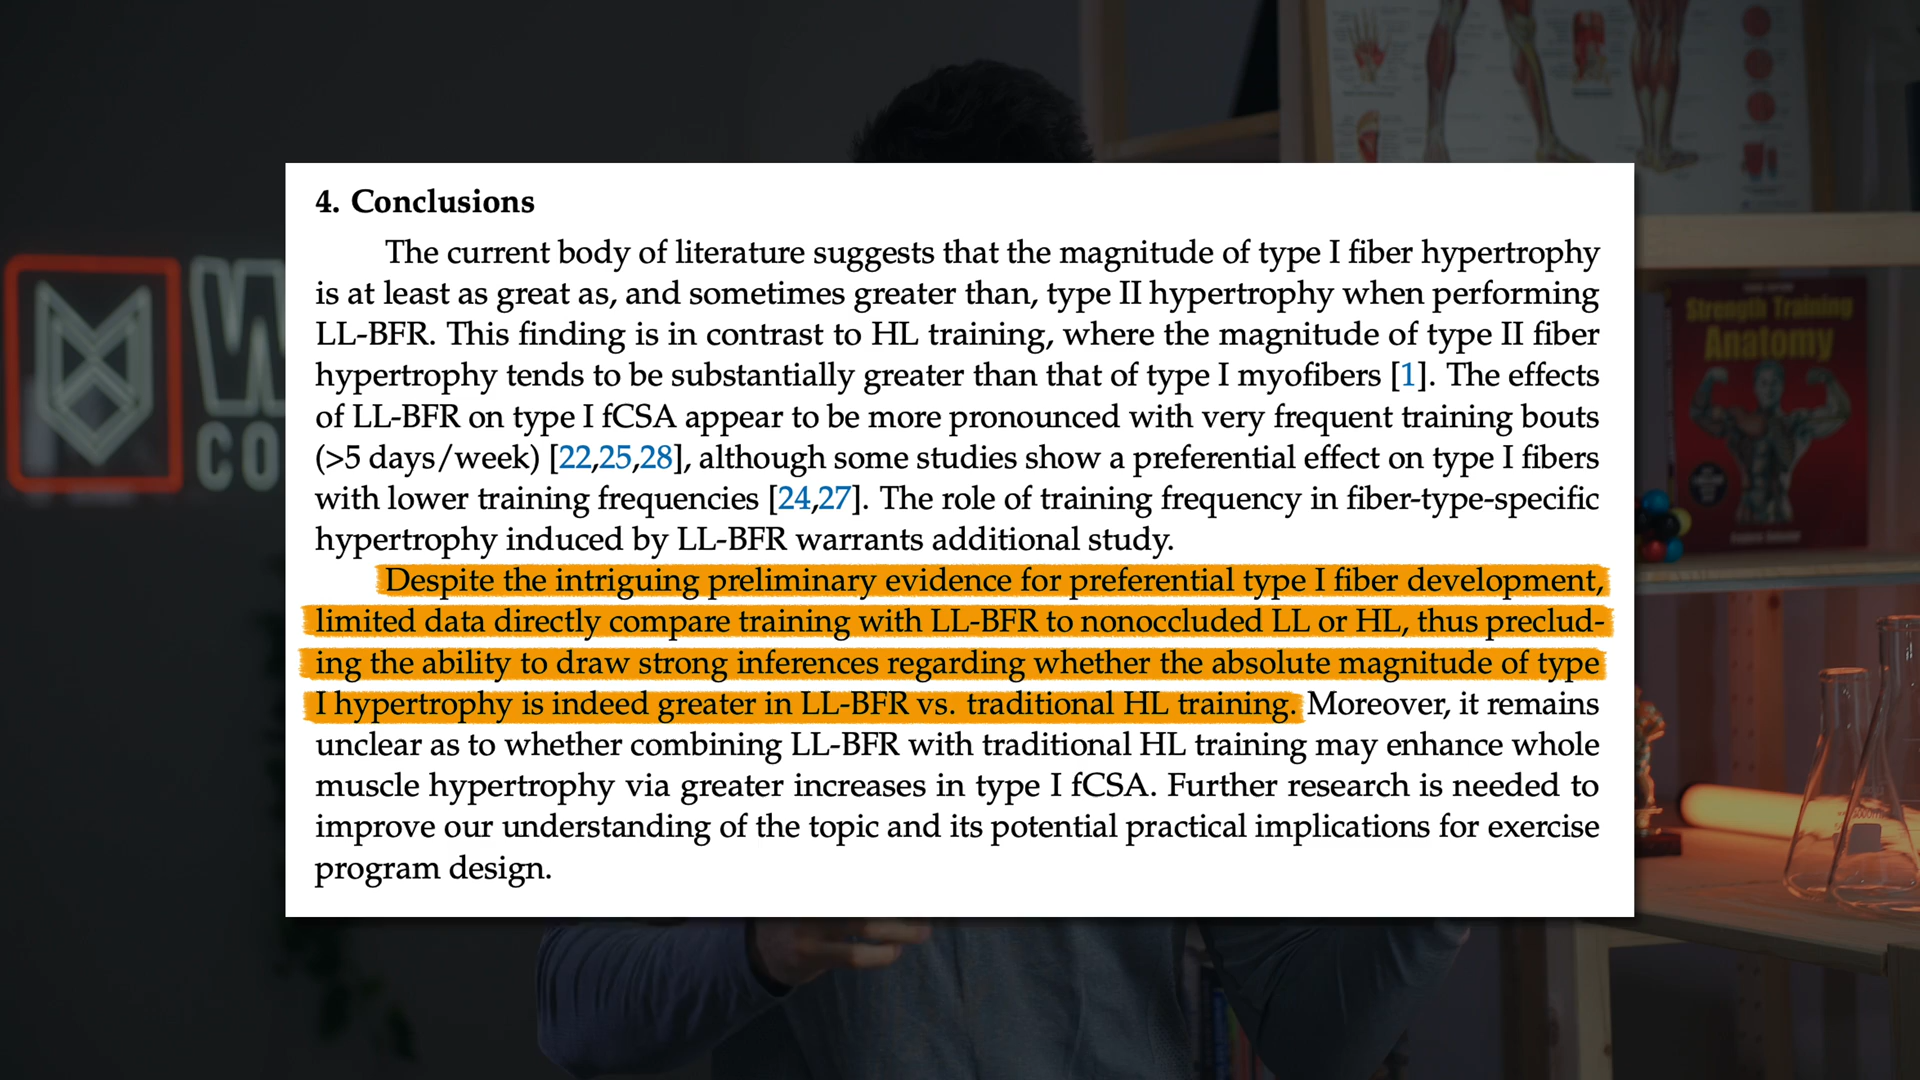 4. Conclusions
The current body of literature suggests that the magnitude of type I fiber hypertrophy
is at least as great as, and sometimes greater than, type II hypertrophy when performing
LL-BFR. This finding is in contrast to HL training, where the magnitude of type II fiber
hypertrophy tends to be substantially greater than that of type I myofibers [1]. The effects
of LL-BFR on type I fCSA appear to be more pronounced with very frequent training bouts
(>5 days/week) [22,25,28], although some studies show a preferential effect on type I fibers
with lower training frequencies [24,27]. The role of training frequency in fiber-type-specific
hypertrophy induced by LL-BFR warrants additional study.
Despite the intriguing preliminary evidence for preferential type I fiber development,
limited data directly compare training with LL-BFR to nonoccluded LL or HL, thus preclud-
ing the ability to draw strong inferences regarding whether the absolute magnitude of type
I hypertrophy is indeed greater in LL-BFR vs. traditional HL training. Moreover, it remains
unclear as to whether combining LL-BFR with traditional HL training may enhance whole
muscle hypertrophy via greater increases in type I fCSA. Further research is needed to
improve our understanding of the topic and its potential practical implications for exercise
program design.
W
CO
Strength Training
Anatomy